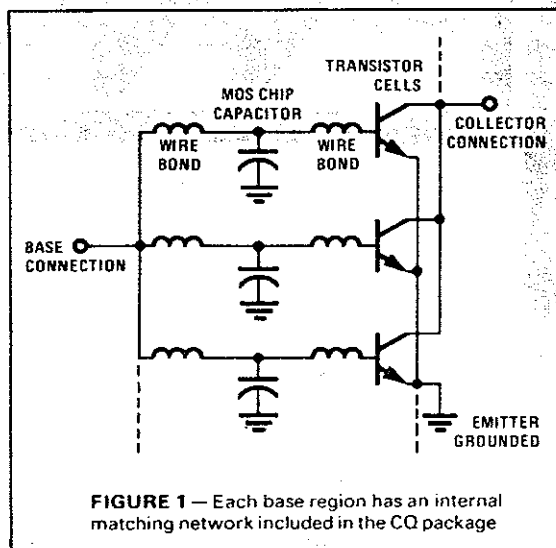 TRANSISTOR
CELLS
MOS CHIP
CAPACITOR
COLLECTOR
CONNECTION
WIRE
BOND
WIRE
BOND
BASE
CONNECTION
EMITTER
GROUNDED
FIGURE 1 — Each base region has an internal
matching network included in the CQ package